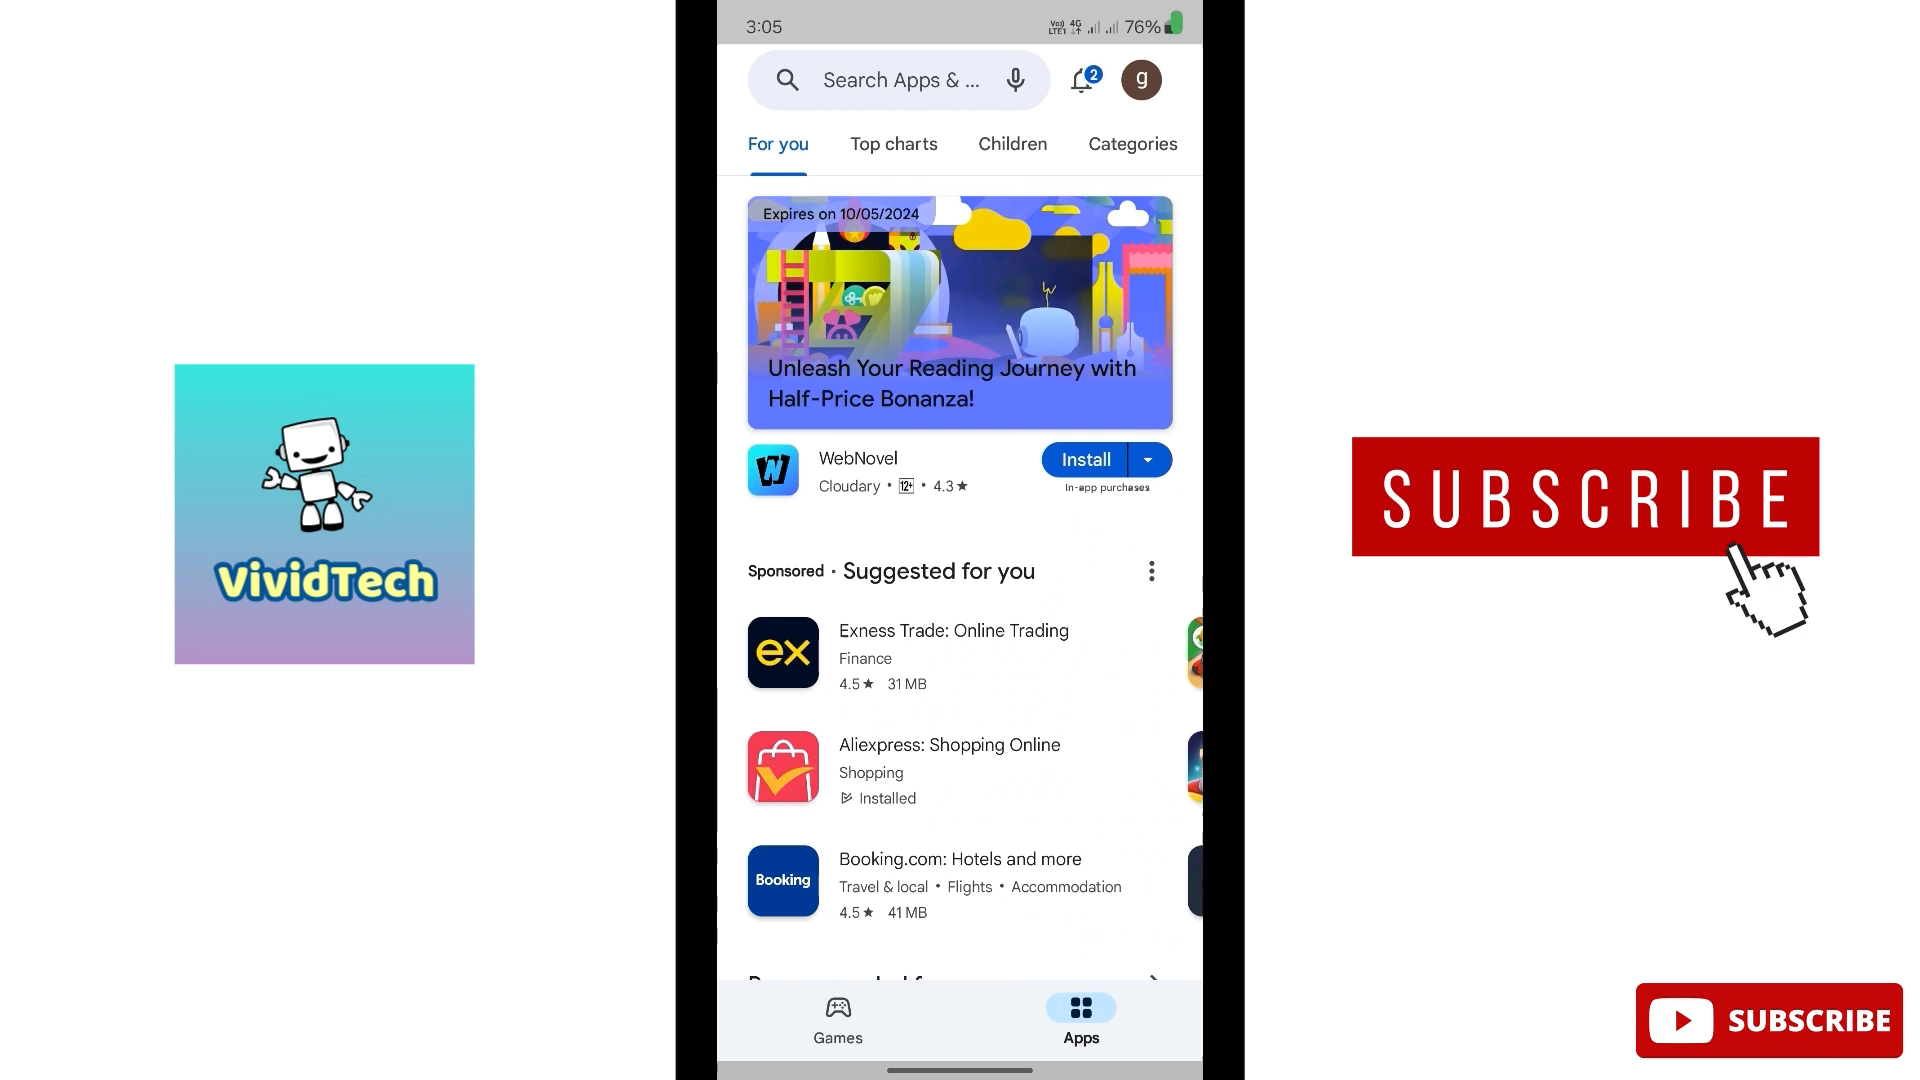 3:05
Vo) 4G 76%
LTE1
Search Apps & ...
2
g
For you
Top charts
Children
Categories
Expires on 10/05/2024
Unleash Your Reading Journey with
Half-Price Bonanza!
WebNovel
Cloudary • 12+ • 4.3★
Install
In-app purchases
Sponsored · Suggested for you
ex
Exness Trade: Online Trading
Finance
4.5★ 31 MB
Aliexpress: Shopping Online
Shopping
Installed
Booking
Booking.com: Hotels and more
Travel & local • Flights • Accommodation
4.5★ 41 MB
Games
Apps
VividTech
SUBSCRIBE
SUBSCRIBE